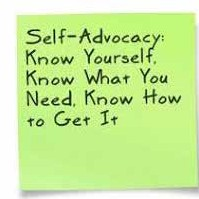 Self-Advocacy:
Know Yourself,
Know What You
Need, Know How
to Get It